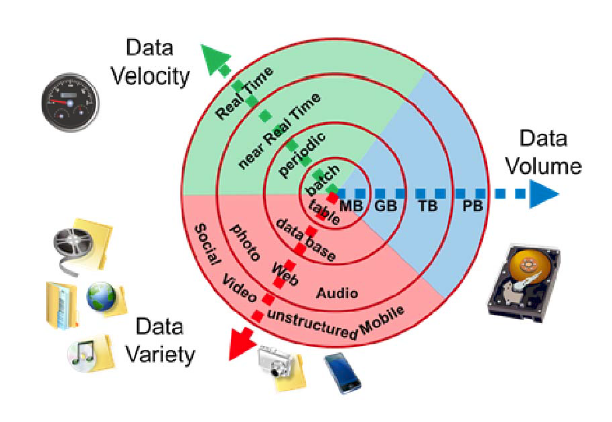 Data
Velocity
Real Time
near Real Time
periodic
batch
Data
Volume
MB GB TB PB
table
data base
photo Web Audio
Social Video unstructured/Mobile
Data
Variety